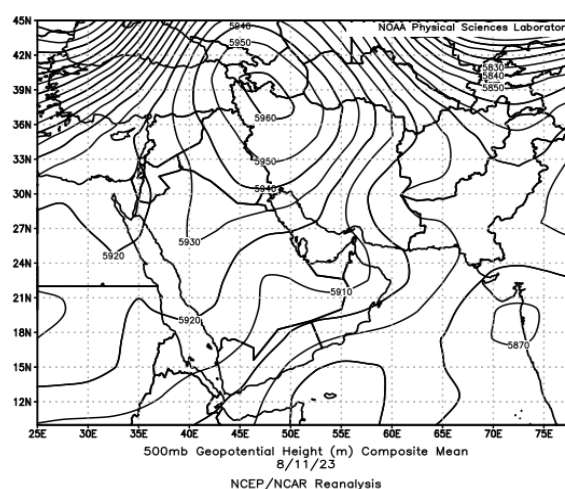 NOAA Physical Sciences Laborator
45N
42N
39N
36N
33N
30N
27N
24N
21N
18N
15N
12N
5940
5950
5830
5840
5850
5960
5950
5940
5930
5920
5910
5920
5870
25E 30E 35E 40E 45E 50E 55E 60E 65E 70E 75E
500mb Geopotential Height (m) Composite Mean
8/11/23
NCEP/NCAR Reanalysis